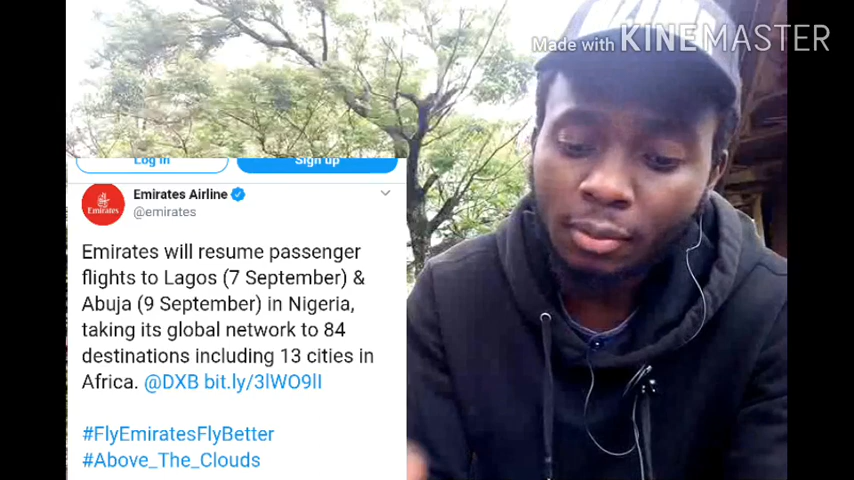 Made with KINEMASTER
Log in
Sign up
Emirates Airline
@emirates
Emirates
Emirates will resume passenger
flights to Lagos (7 September) &
Abuja (9 September) in Nigeria,
taking its global network to 84
destinations including 13 cities in
Africa. @DXB bit.ly/3lWO9lI
#FlyEmiratesFlyBetter
#Above_The_Clouds